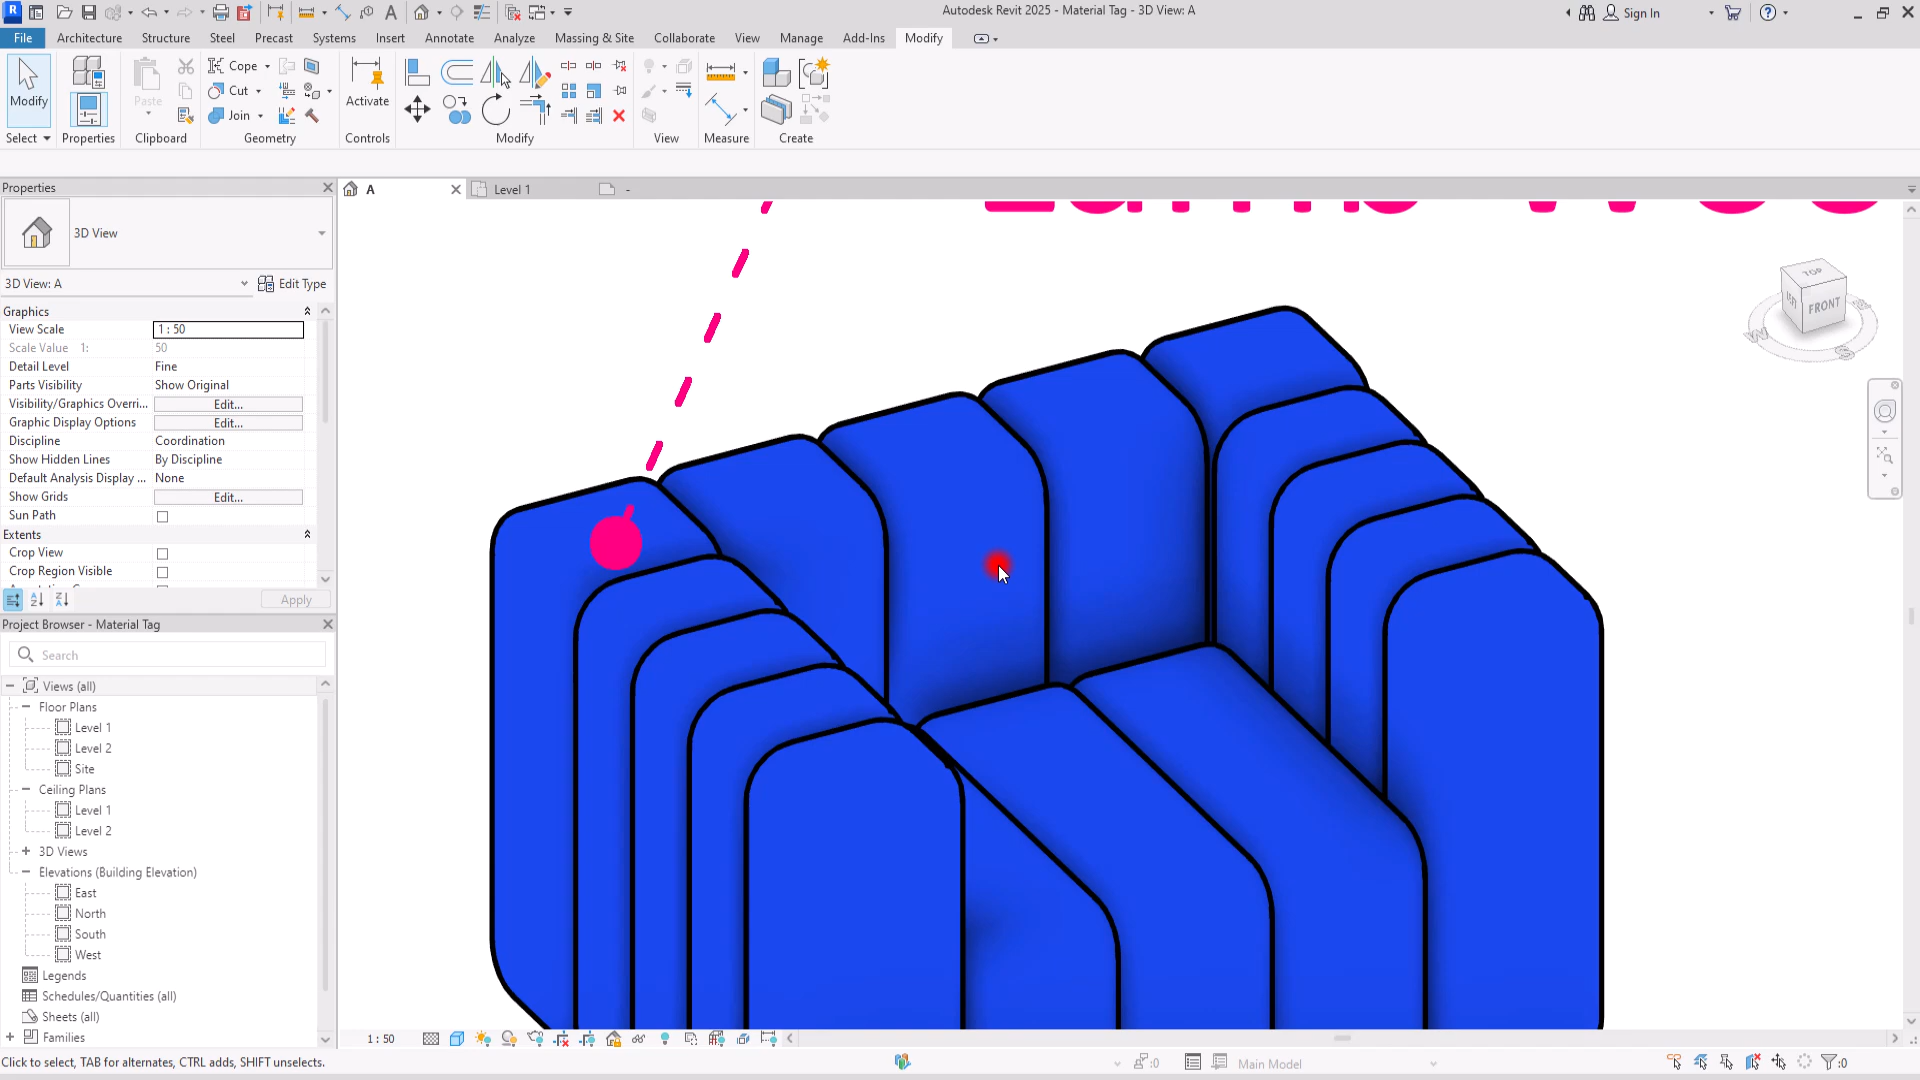 Autodesk Revit 2025 - Material Tag - 3D View: A
Sign In
File Architecture Structure Steel Precast Systems Insert Annotate Analyze Massing & Site Collaborate View Manage Add-Ins Modify
Modify
Paste
Cope
Cut
Join
Activate
Select Properties Clipboard Geometry Controls Modify View Measure Create
Properties
A
Level 1
-
3D View
3D View: A
Edit Type
Graphics
View Scale 1 : 50
Scale Value 1: 50
Detail Level Fine
Parts Visibility Show Original
Visibility/Graphics Overri... Edit...
Graphic Display Options Edit...
Discipline Coordination
Show Hidden Lines By Discipline
Default Analysis Display ... None
Show Grids Edit...
Sun Path
Extents
Crop View
Crop Region Visible
Apply
Project Browser - Material Tag
Search
Views (all)
Floor Plans
Level 1
Level 2
Site
Ceiling Plans
Level 1
Level 2
3D Views
Elevations (Building Elevation)
East
North
South
West
Legends
Schedules/Quantities (all)
Sheets (all)
Families
TOP
LEFT
FRONT
W
S
1 : 50
Click to select, TAB for alternates, CTRL adds, SHIFT unselects.
:0
Main Model
:0